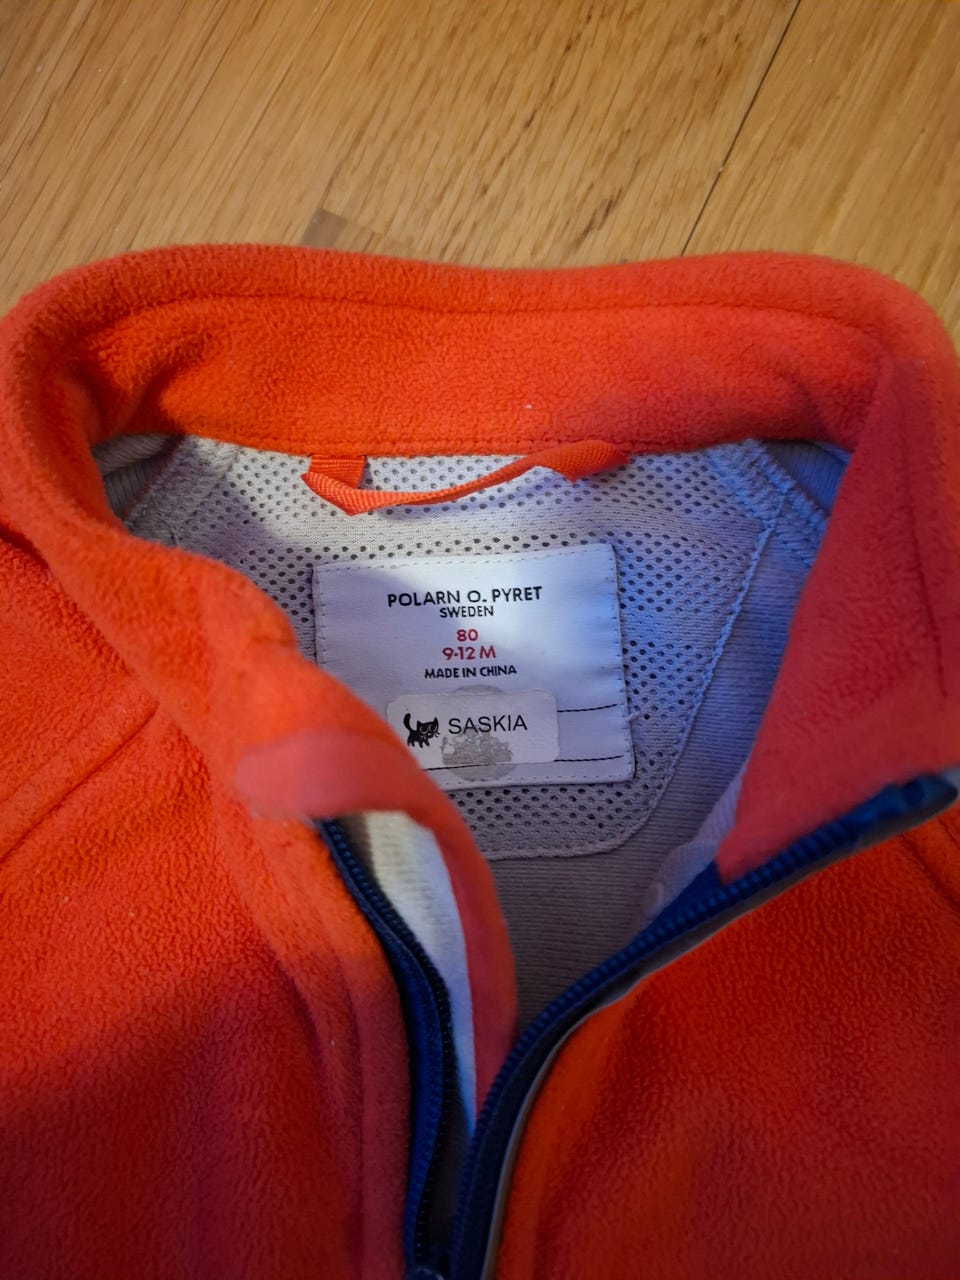 POLARN O. PYRET
SWEDEN
80
9-12 M
MADE IN CHINA
SASKIA